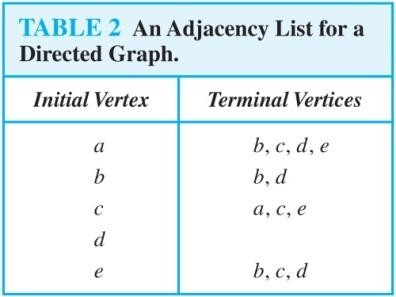 TABLE 2 An Adjacency List for a
Directed Graph.
Initial Vertex Terminal Vertices
a b, c, d, e
b b, d
c a, c, e
d
e b, c, d